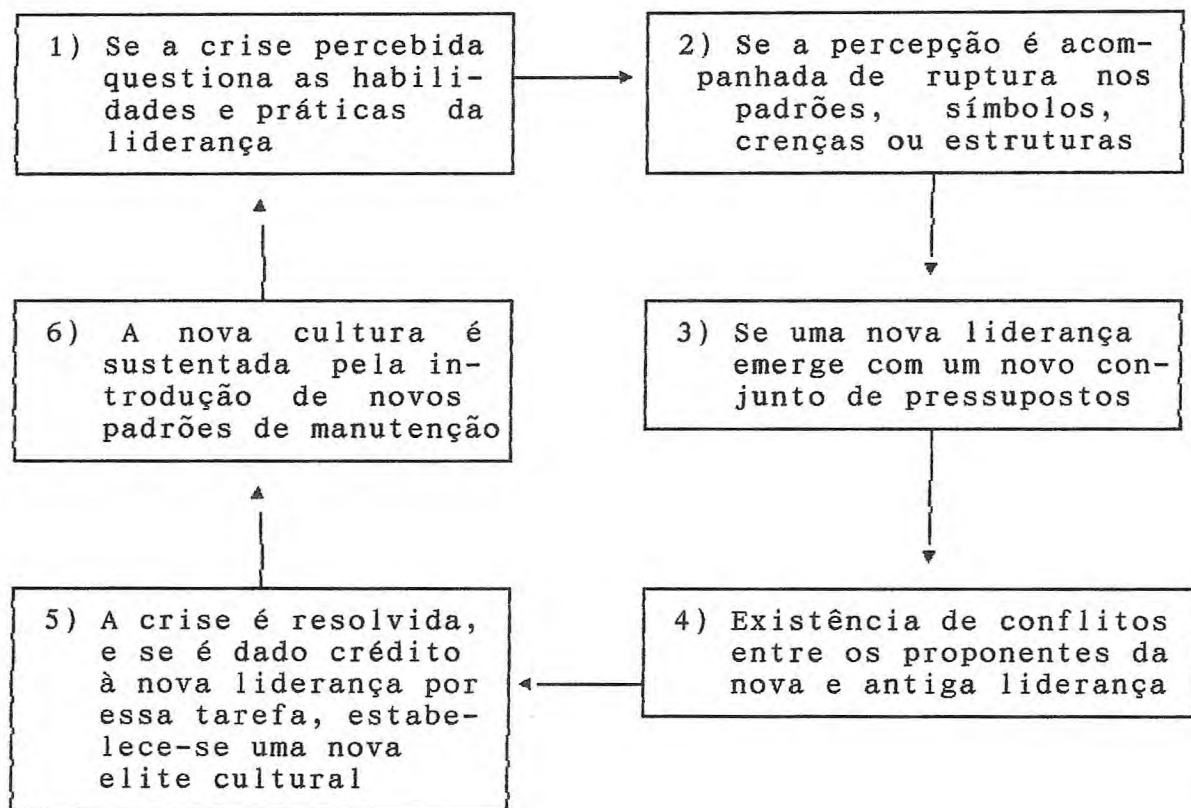 1) Se a crise percebida
questiona as habili-
dades e práticas da
liderança
2) Se a percepção é acom-
panhada de ruptura nos
padrões, símbolos,
crenças ou estruturas
3) Se uma nova liderança
emerge com um novo con-
junto de pressupostos
4) Existência de conflitos
entre os proponentes da
nova e antiga liderança
5) A crise é resolvida,
e se é dado crédito
à nova liderança por
essa tarefa, estabe-
lece-se uma nova
elite cultural
6) A nova cultura é
sustentada pela in-
trodução de novos
padrões de manutenção